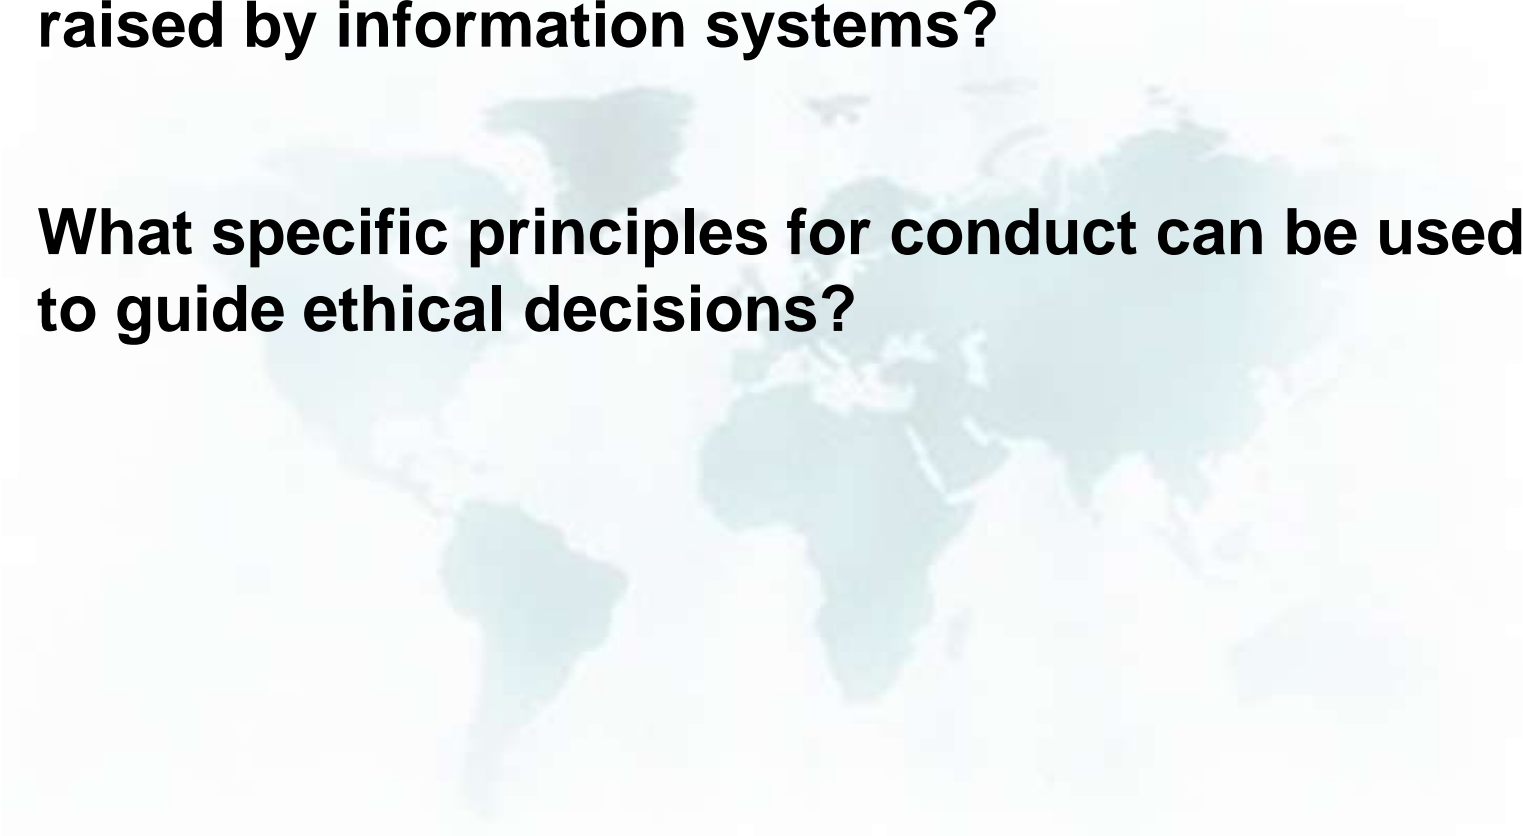 raised by information systems?
What specific principles for conduct can be used
to guide ethical decisions?